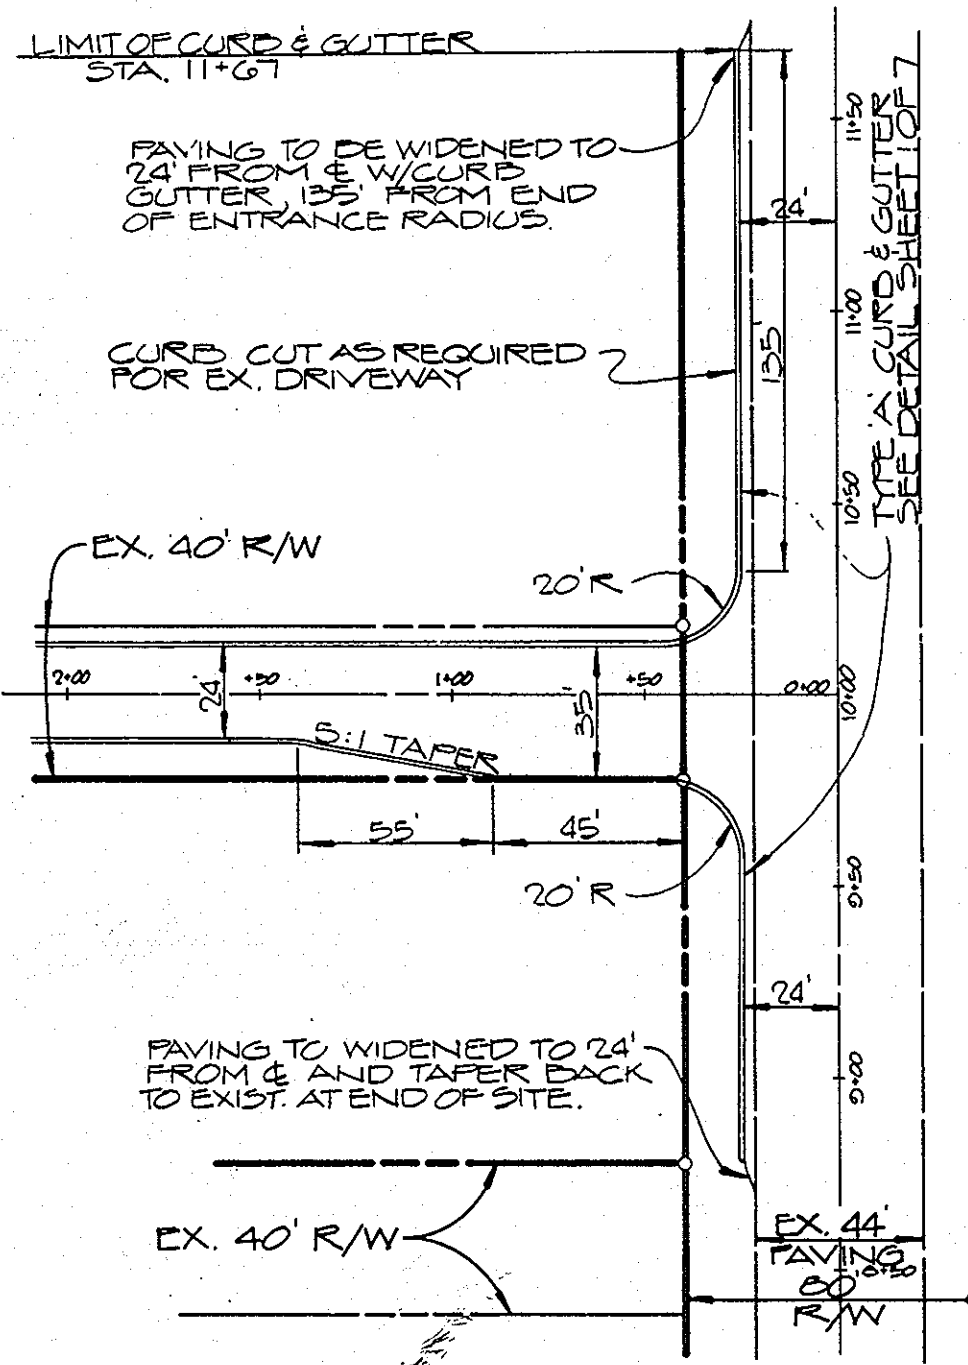 LIMIT OF CURB & GUTTER
STA. 11+67
PAVING TO BE WIDENED TO
24' FROM ℄ W/CURB
GUTTER, 135' FROM END
OF ENTRANCE RADIUS.
CURB CUT AS REQUIRED
FOR EX. DRIVEWAY
TYPE 'A' CURB & GUTTER
SEE DETAIL SHEET 1 OF 7
11+50
24'
11+00
135'
10+50
EX. 40' R/W
20' R
2+00
+50
1+00
+50
0+00
10+00
24'
35'
5:1 TAPER
55'
45'
20' R
9+50
24'
9+00
PAVING TO WIDENED TO 24'
FROM ℄ AND TAPER BACK
TO EXIST. AT END OF SITE.
EX. 40' R/W
EX. 44'
PAVING
8+50
80'
R/W